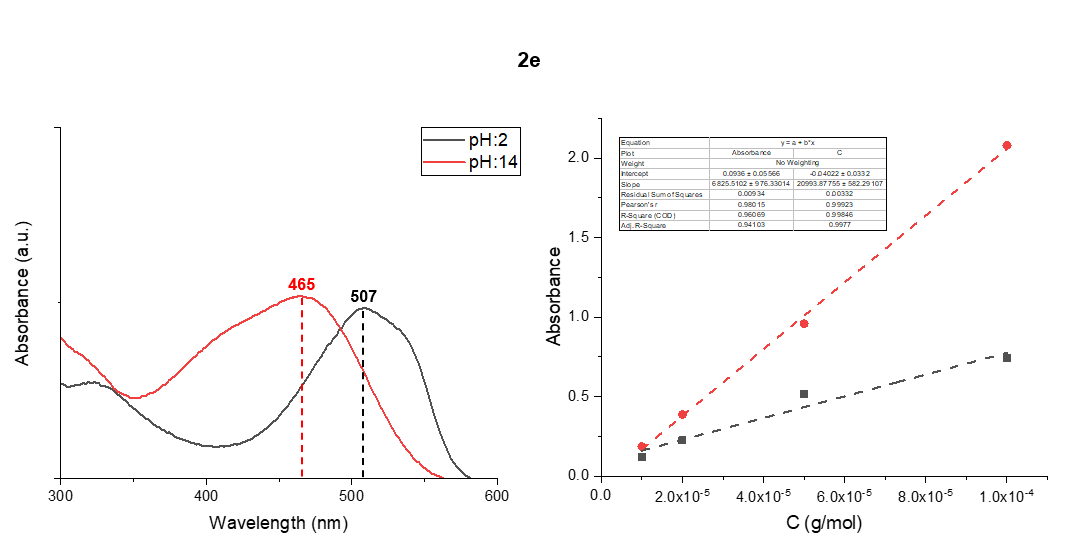 2e
pH:2
pH:14
465
507
Absorbance (a.u.)
300 400 500 600
Wavelength (nm)
Equation y = a + b*x
Plot Absorbance C
Weight No Weighting
Intercept 0.0936 ± 0.05566 -0.04022 ± 0.0332
Slope 6825.5102 ± 976.33014 20993.87755 ± 582.29107
Residual Sum of Squares 0.00934 0.00332
Pearson's r 0.98015 0.99923
R-Square (COD) 0.96069 0.99846
Adj. R-Square 0.94103 0.9977
2.0
1.5
1.0
0.5
0.0
Absorbance
0.0 2.0x10⁻⁵ 4.0x10⁻⁵ 6.0x10⁻⁵ 8.0x10⁻⁵ 1.0x10⁻⁴
C (g/mol)